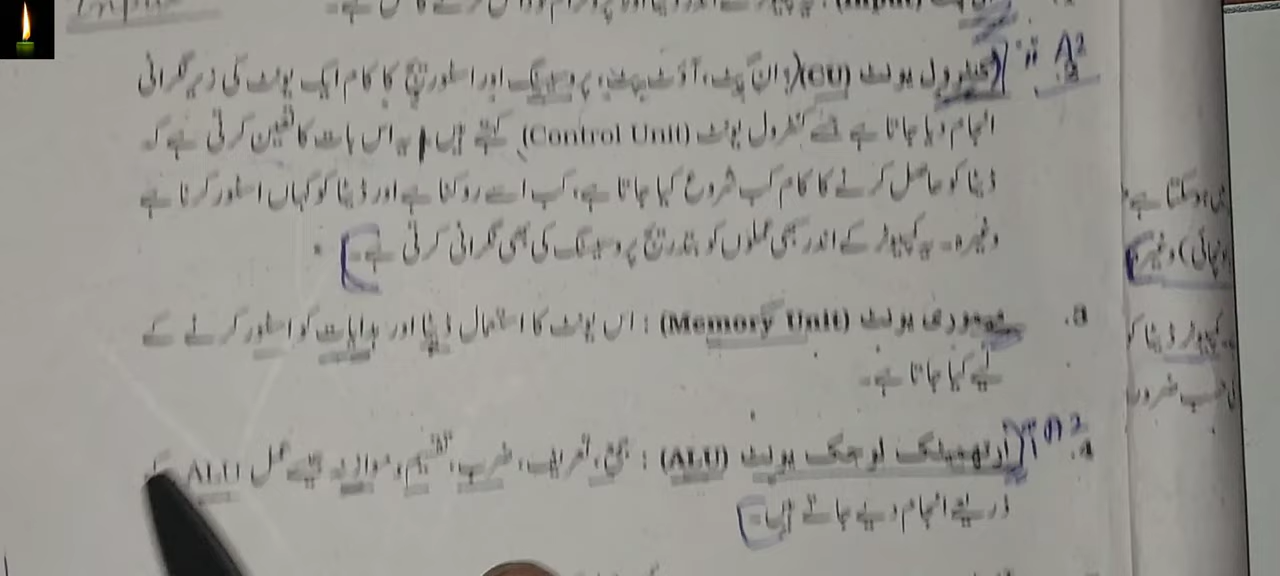 (Input)
A2
کنٹرول یونٹ (CU): ان پٹ، آؤٹ پٹ، پروسیسنگ اور اسٹوریج کا کام ایک یونٹ کی زیر نگرانی
انجام دیا جاتا ہے جسے کنٹرول یونٹ (Control Unit) کہتے ہیں۔ یہ اس بات کا تعین کرتی ہے کہ
ڈیٹا کو حاصل کرنے کا کام کب شروع کیا جاتا ہے، کب اسے روکنا ہے اور ڈیٹا کو کہاں اسٹور کرنا ہے
وغیرہ۔ یہ کمپیوٹر کے اندر سبھی عملوں کو بتدریج پروسیسنگ کی بھی نگرانی کرتی ہے۔
3. میموری یونٹ (Memory Unit) : اس یونٹ کا استعمال ڈیٹا اور ہدایات کو اسٹور کرنے کے
لیے کیا جاتا ہے۔
4. ارتھمیٹک لوجک یونٹ (ALU) : جمع، تفریق، ضرب، تقسیم، موازنہ جیسے عمل ALU کے
ذریعے انجام دیے جاتے ہیں۔